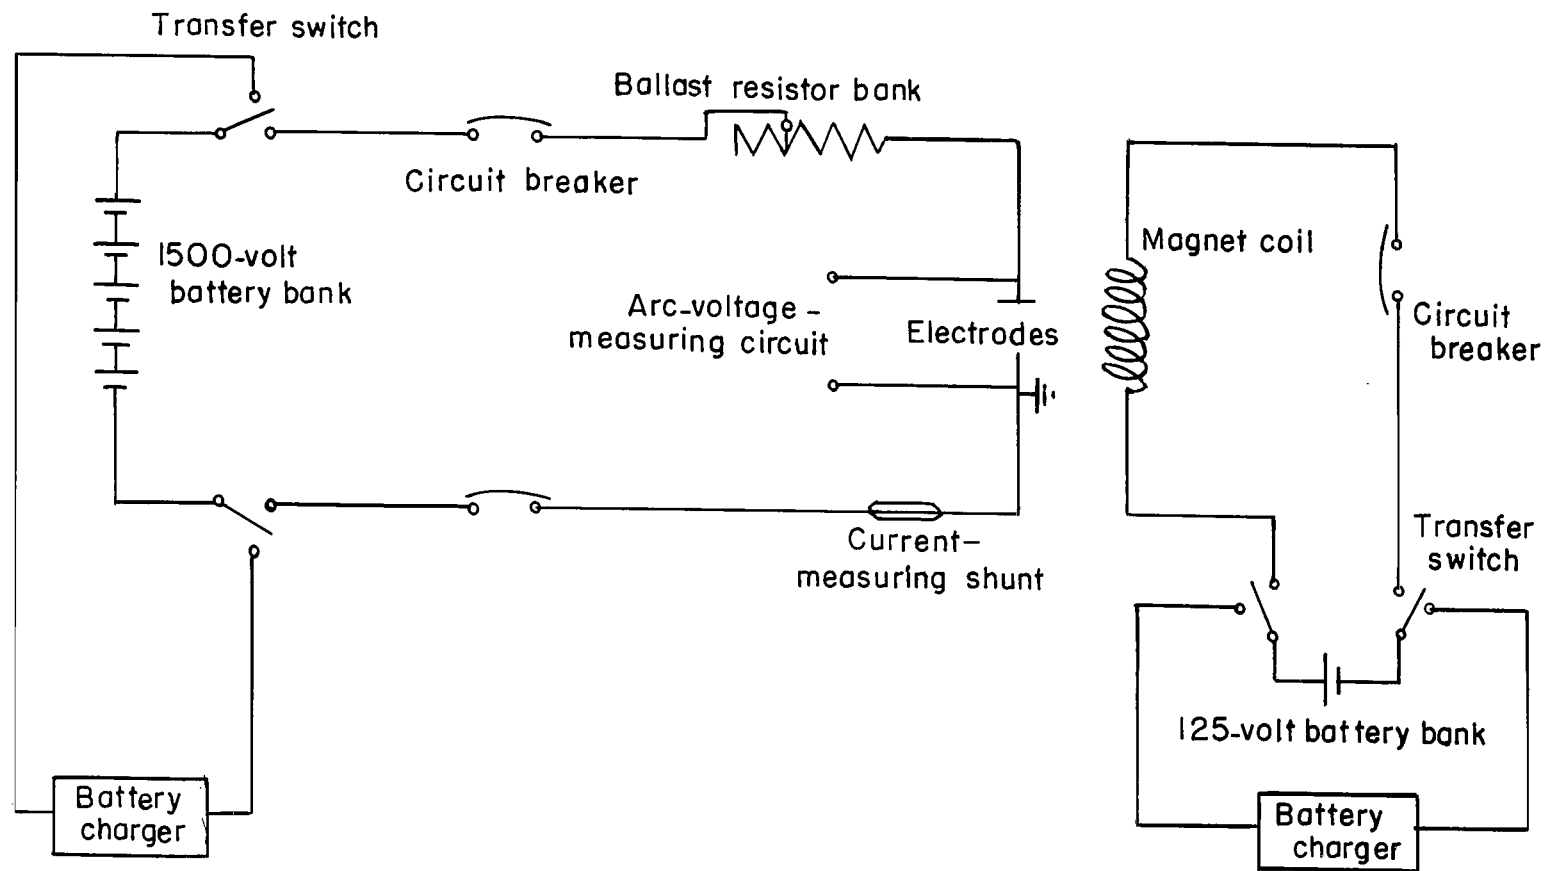 Transfer switch
Ballast resistor bank
Circuit breaker
1500-volt
battery bank
Arc-voltage-
measuring circuit
Electrodes
Magnet coil
Circuit
breaker
Current-
measuring shunt
Transfer
switch
125-volt battery bank
Battery
charger
Battery
charger